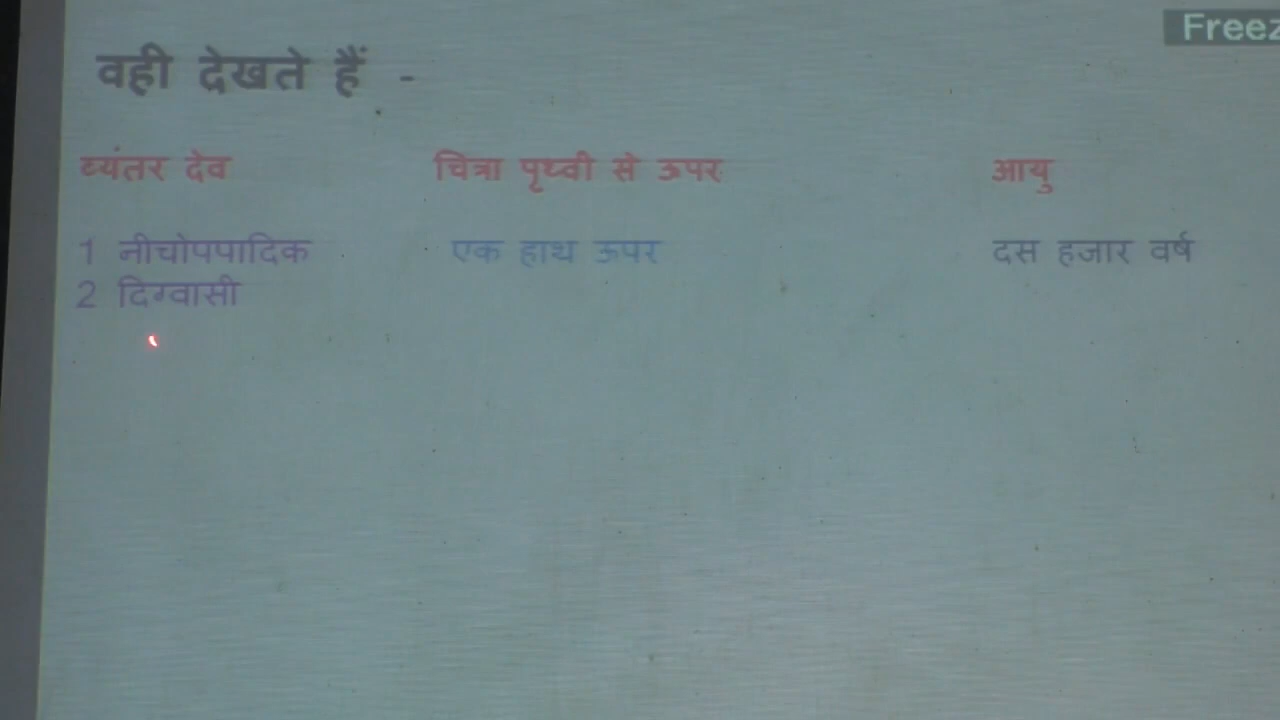 Freez
वही देखते हैं -
व्यंतर देव चित्रा पृथ्वी से ऊपर आयु
1 नीचोपपादिक एक हाथ ऊपर दस हजार वर्ष
2 दिग्वासी